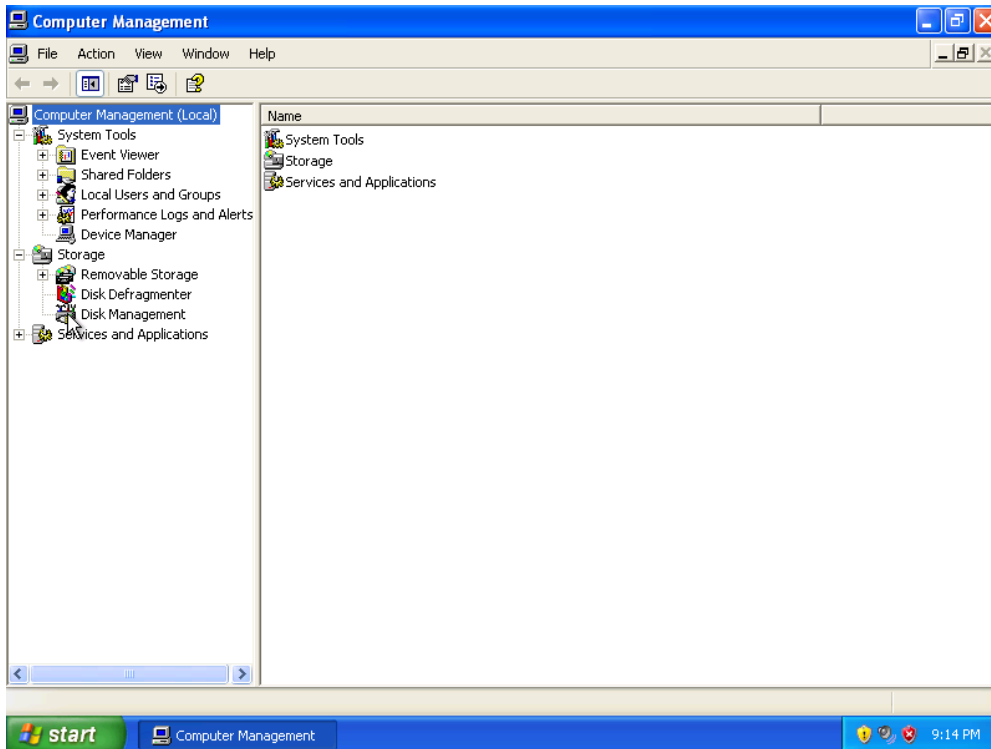 Computer Management
File Action View Window Help
Computer Management (Local)
System Tools
Event Viewer
Shared Folders
Local Users and Groups
Performance Logs and Alerts
Device Manager
Storage
Removable Storage
Disk Defragmenter
Disk Management
Services and Applications
Name
System Tools
Storage
Services and Applications
start
Computer Management
9:14 PM